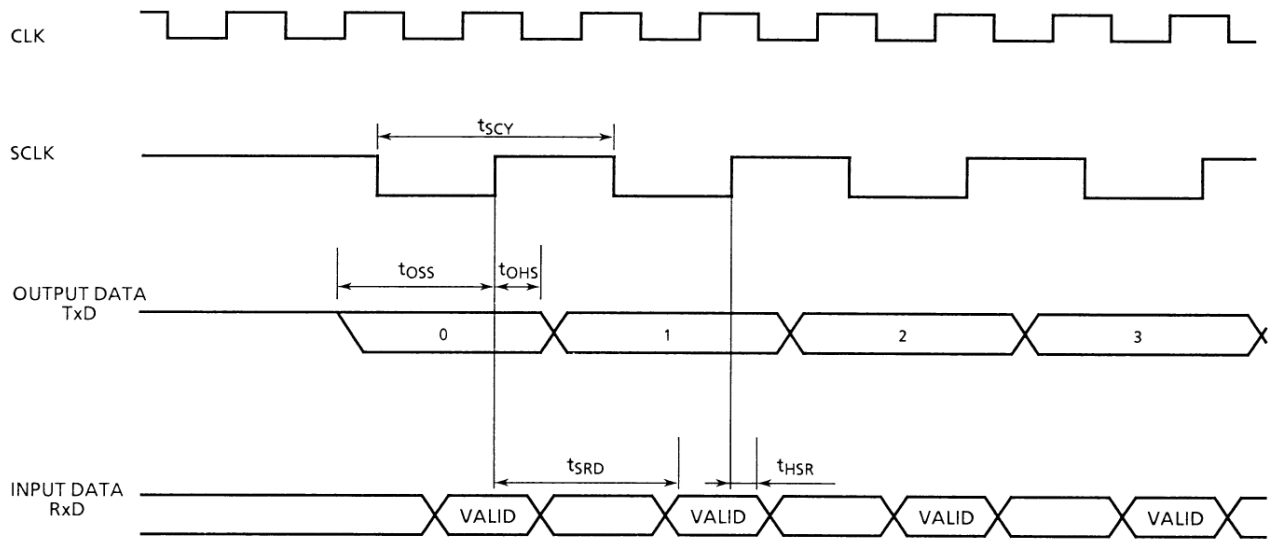 CLK
tSCY
SCLK
tOSS
tOHS
OUTPUT DATA
TxD
0
1
2
3
tSRD
tHSR
INPUT DATA
RxD
VALID
VALID
VALID
VALID